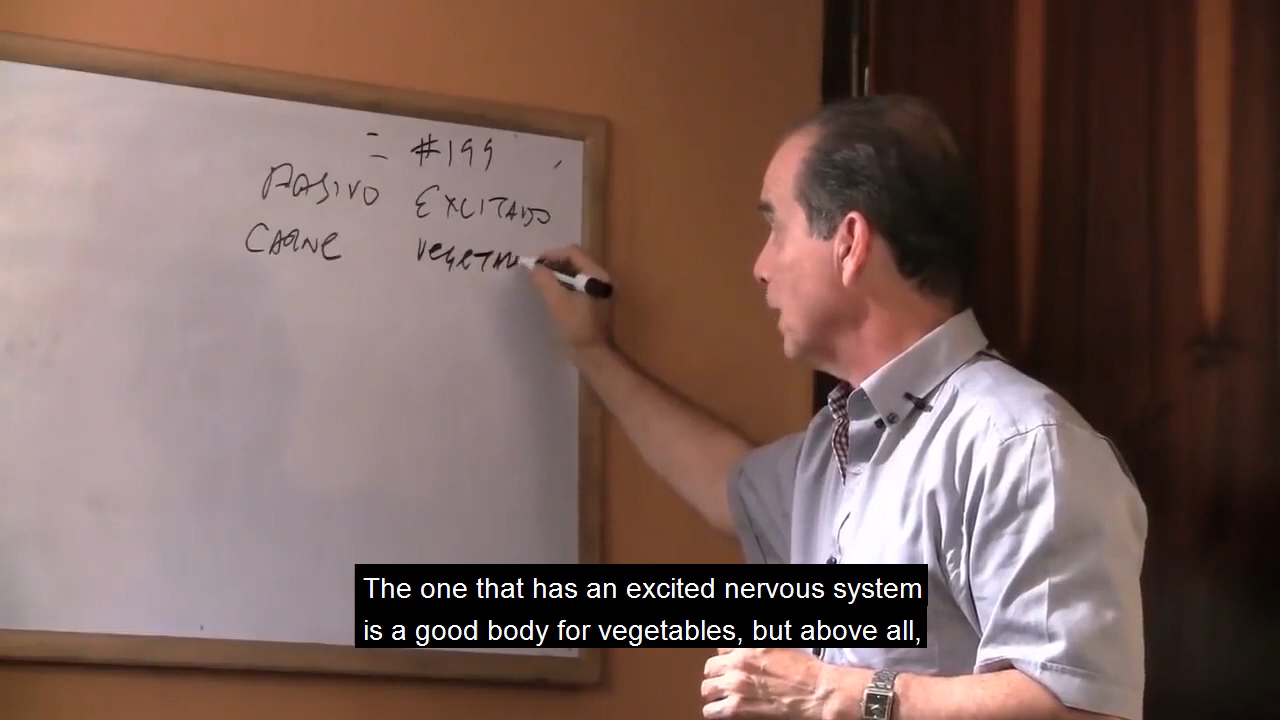 = #199
PASIVO EXCITADO
CARNE VEGETAR
The one that has an excited nervous system
is a good body for vegetables, but above all,